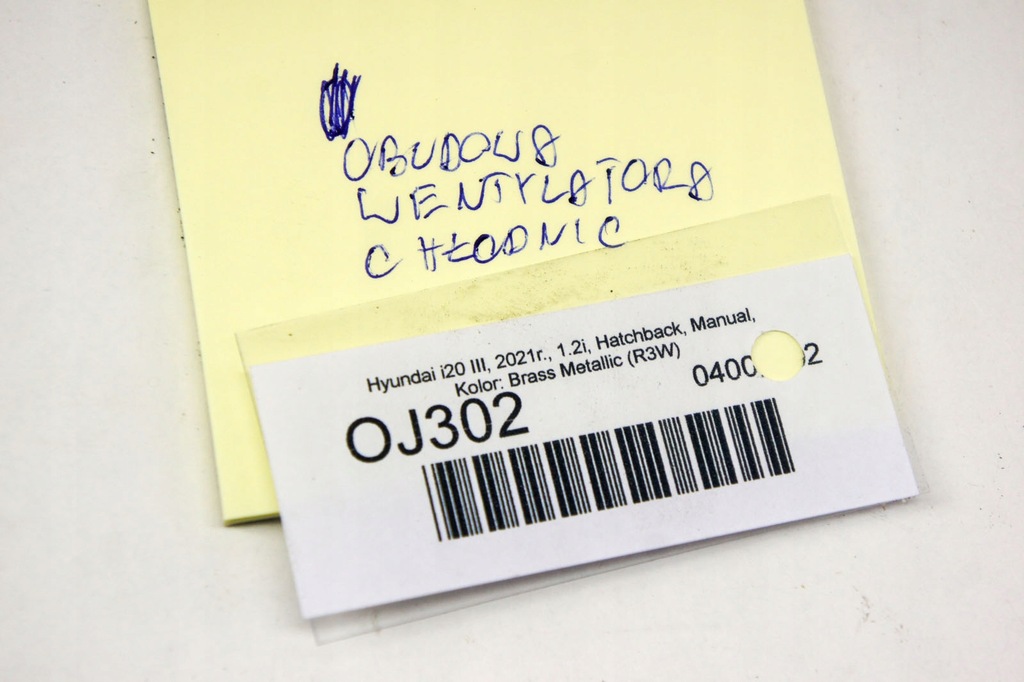 OBUDOWA
WENTYLATORA
CHŁODNIC
Hyundai i20 III, 2021r., 1.2i, Hatchback, Manual,
Kolor: Brass Metallic (R3W)
OJ302